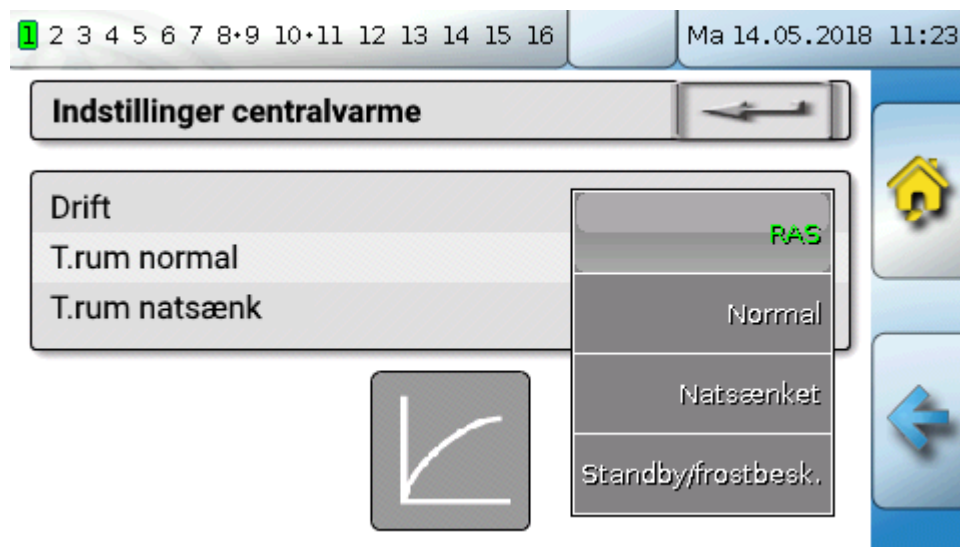 1 2 3 4 5 6 7 8·9 10·11 12 13 14 15 16 Ma 14.05.2018 11:23
Indstillinger centralvarme
Drift
RAS
T.rum normal
Normal
T.rum natsænk
Natsænket
Standby/frostbesk.